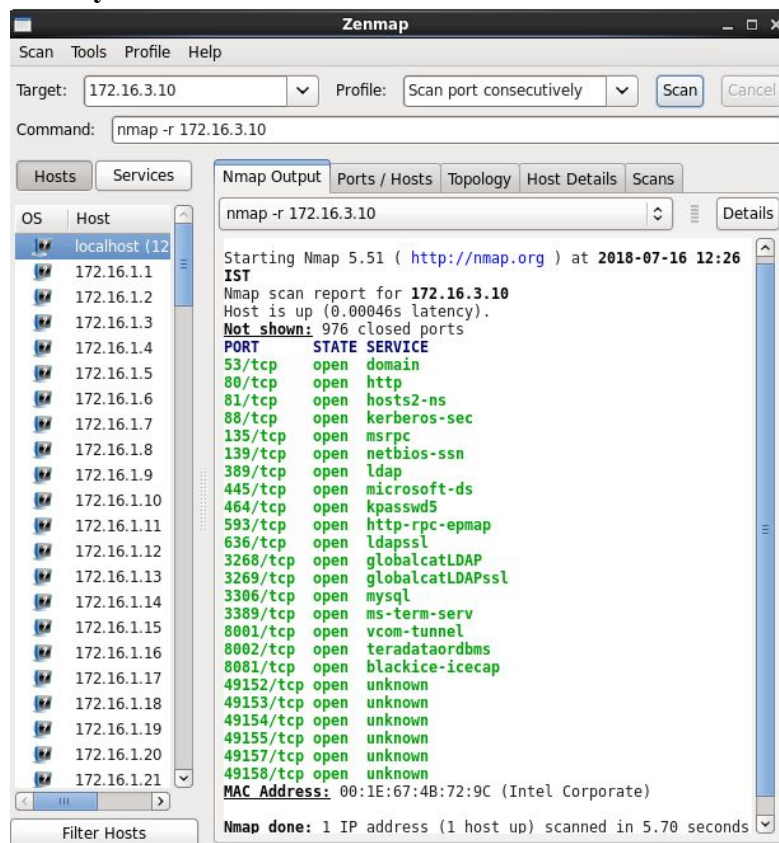 Zenmap
Scan Tools Profile Help
Target: 172.16.3.10 Profile: Scan port consecutively Scan Cancel
Command: nmap -r 172.16.3.10
Hosts Services
OS Host
localhost (12
172.16.1.1
172.16.1.2
172.16.1.3
172.16.1.4
172.16.1.5
172.16.1.6
172.16.1.7
172.16.1.8
172.16.1.9
172.16.1.10
172.16.1.11
172.16.1.12
172.16.1.13
172.16.1.14
172.16.1.15
172.16.1.16
172.16.1.17
172.16.1.18
172.16.1.19
172.16.1.20
172.16.1.21
Filter Hosts
Nmap Output Ports / Hosts Topology Host Details Scans
nmap -r 172.16.3.10 Details
Starting Nmap 5.51 ( http://nmap.org ) at 2018-07-16 12:26
IST
Nmap scan report for 172.16.3.10
Host is up (0.00046s latency).
Not shown: 976 closed ports
PORT STATE SERVICE
53/tcp open domain
80/tcp open http
81/tcp open hosts2-ns
88/tcp open kerberos-sec
135/tcp open msrpc
139/tcp open netbios-ssn
389/tcp open ldap
445/tcp open microsoft-ds
464/tcp open kpasswd5
593/tcp open http-rpc-epmap
636/tcp open ldapssl
3268/tcp open globalcatLDAP
3269/tcp open globalcatLDAPssl
3306/tcp open mysql
3389/tcp open ms-term-serv
8001/tcp open vcom-tunnel
8002/tcp open teradataordbms
8081/tcp open blackice-icecap
49152/tcp open unknown
49153/tcp open unknown
49154/tcp open unknown
49155/tcp open unknown
49157/tcp open unknown
49158/tcp open unknown
MAC Address: 00:1E:67:4B:72:9C (Intel Corporate)
Nmap done: 1 IP address (1 host up) scanned in 5.70 seconds